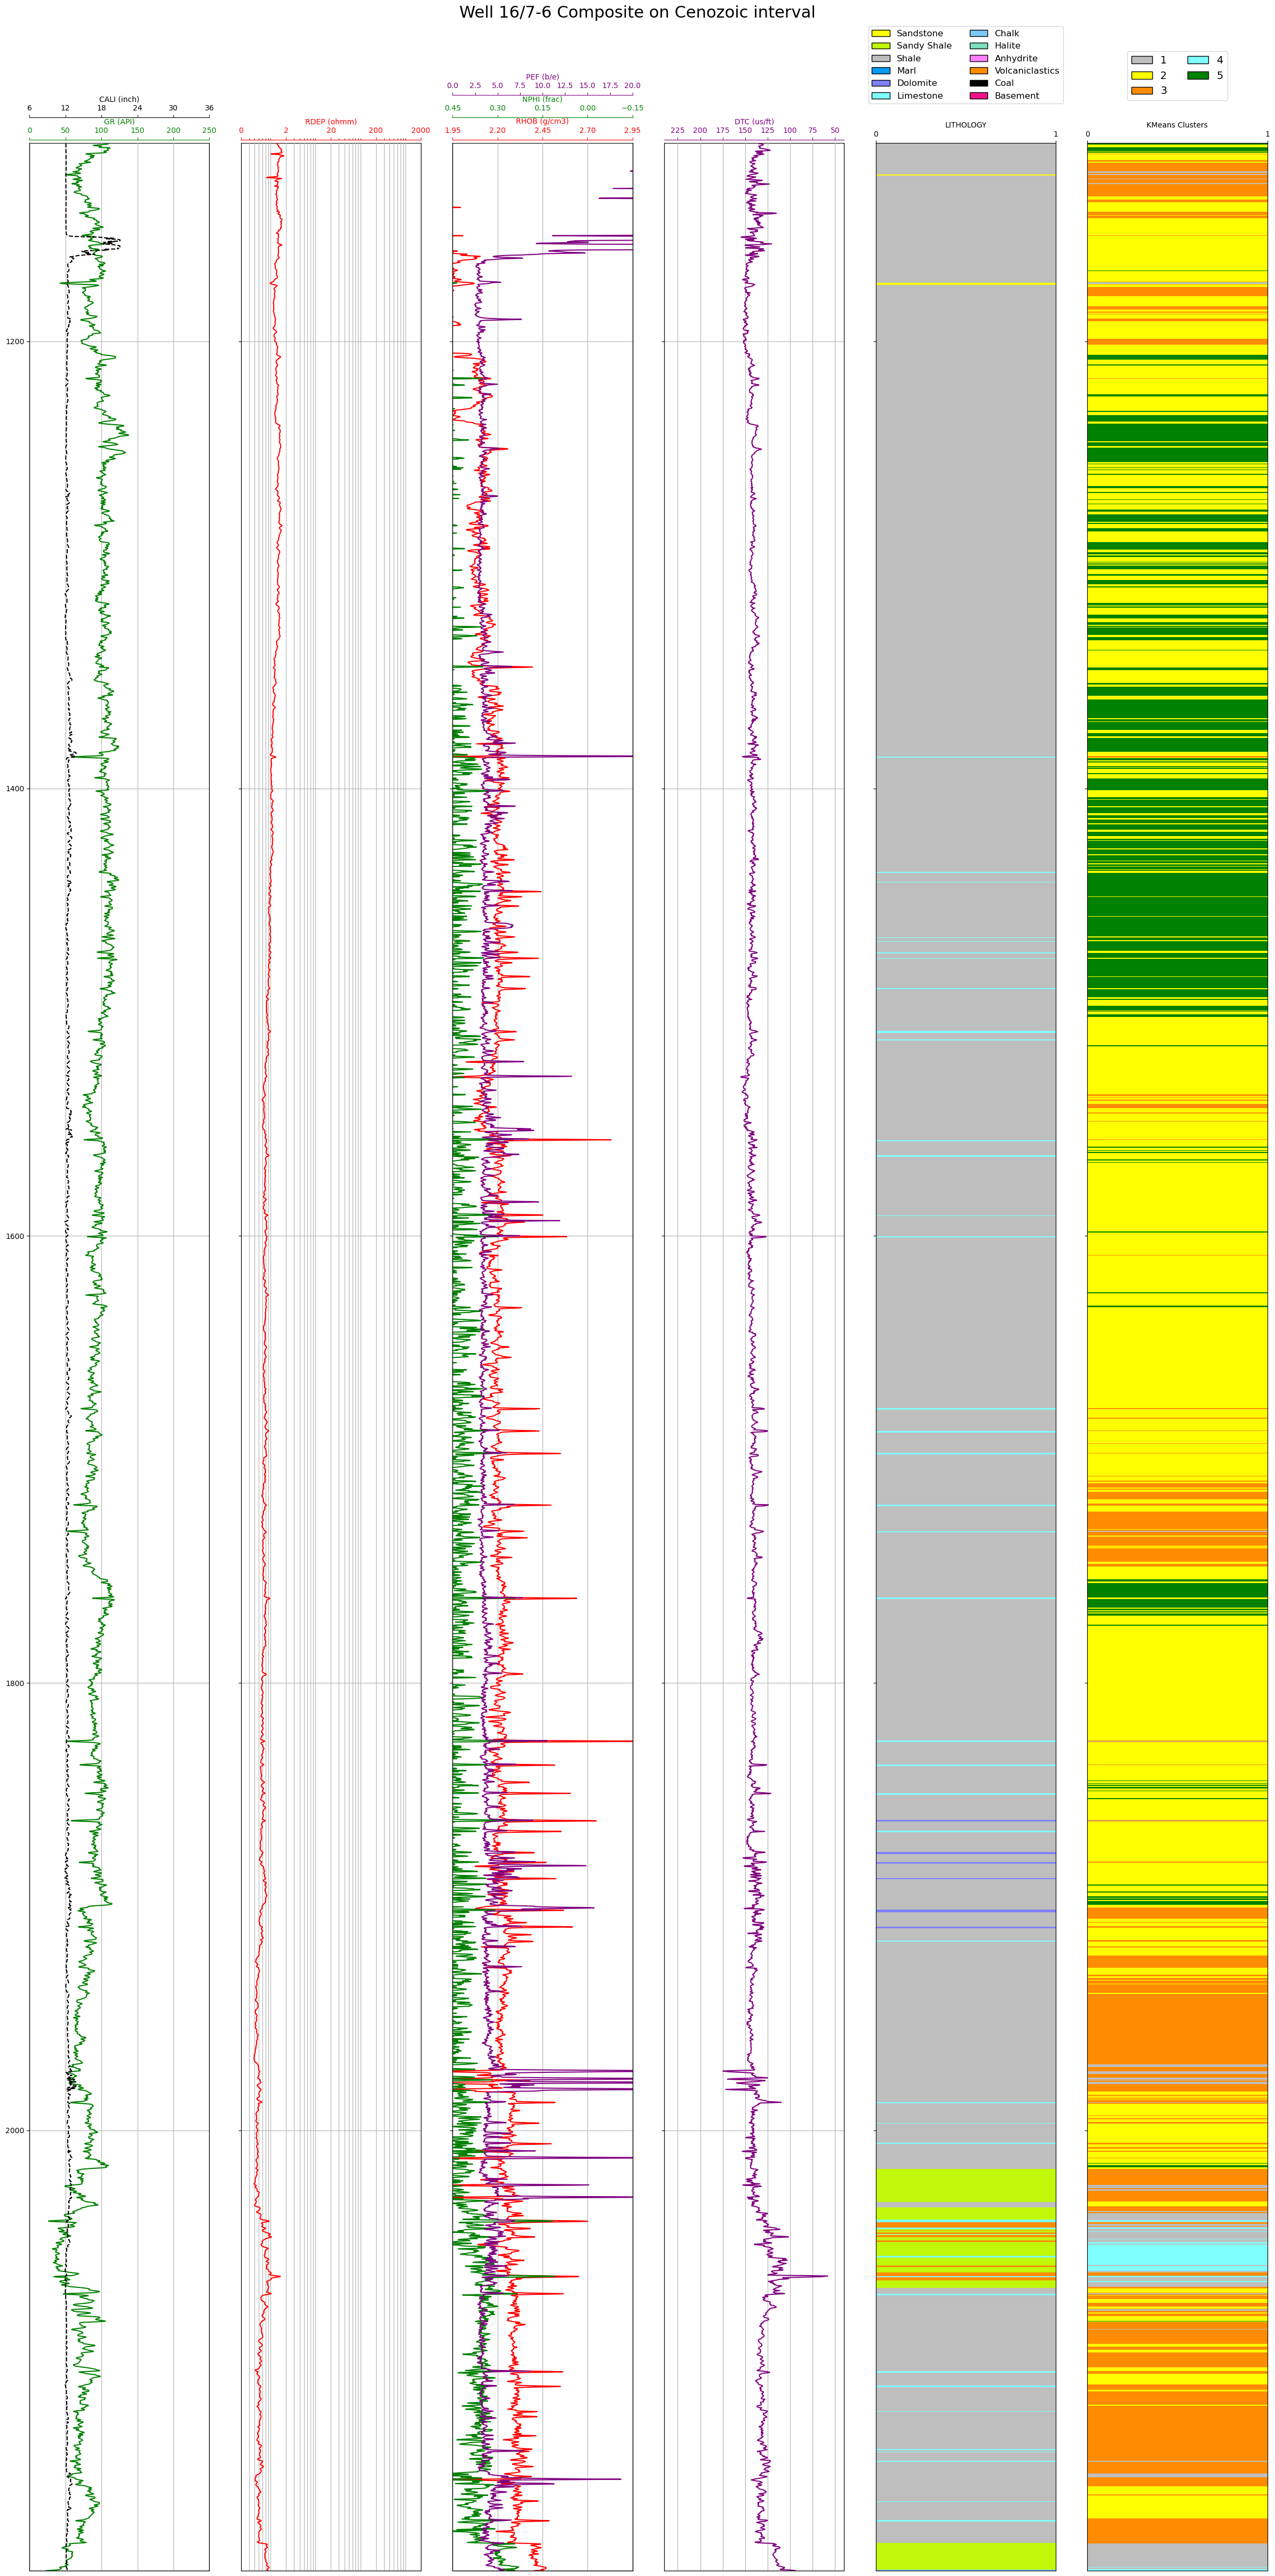 Well 16/7-6 Composite on Cenozoic interval
Sandstone Chalk
Sandy Shale Halite
Shale Anhydrite
Marl Volcaniclastics
Dolomite Coal
Limestone Basement
1 4
2 5
3
PEF (b/e)
0.0 2.5 5.0 7.5 10.0 12.5 15.0 17.5 20.0
CALI (inch) NPHI (frac)
6 12 18 24 30 36 0.45 0.30 0.15 0.00 −0.15
GR (API) RDEP (ohmm) RHOB (g/cm3) DTC (us/ft) LITHOLOGY KMeans Clusters
0 50 100 150 200 250 0 2 20 200 2000 1.95 2.20 2.45 2.70 2.95 225 200 175 150 125 100 75 50 0 1 0 1
1200
1400
1600
1800
2000